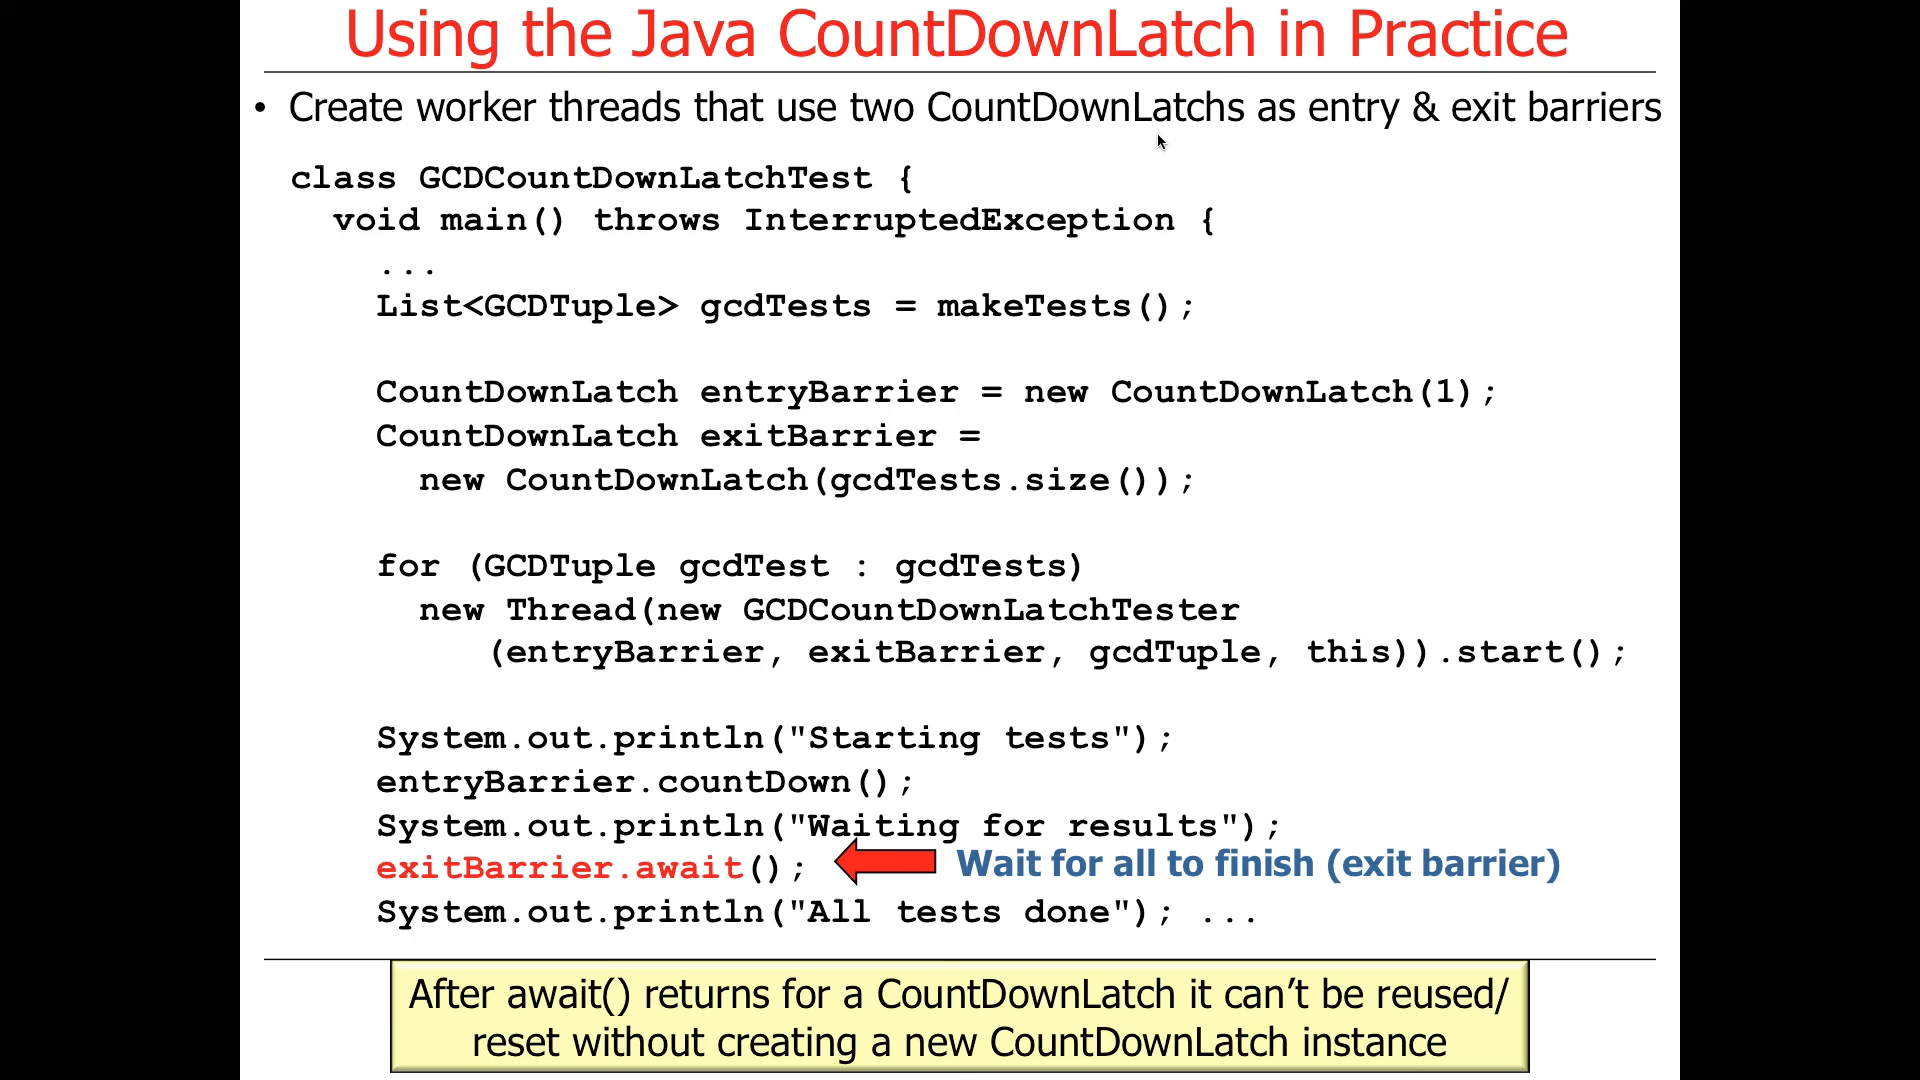 Using the Java CountDownLatch in Practice
• Create worker threads that use two CountDownLatchs as entry & exit barriers
class GCDCountDownLatchTest {
void main() throws InterruptedException {
...
List<GCDTuple> gcdTests = makeTests();
CountDownLatch entryBarrier = new CountDownLatch(1);
CountDownLatch exitBarrier =
new CountDownLatch(gcdTests.size());
for (GCDTuple gcdTest : gcdTests)
new Thread(new GCDCountDownLatchTester
(entryBarrier, exitBarrier, gcdTuple, this)).start();
System.out.println("Starting tests");
entryBarrier.countDown();
System.out.println("Waiting for results");
exitBarrier.await(); Wait for all to finish (exit barrier)
System.out.println("All tests done"); ...
After await() returns for a CountDownLatch it can’t be reused/
reset without creating a new CountDownLatch instance